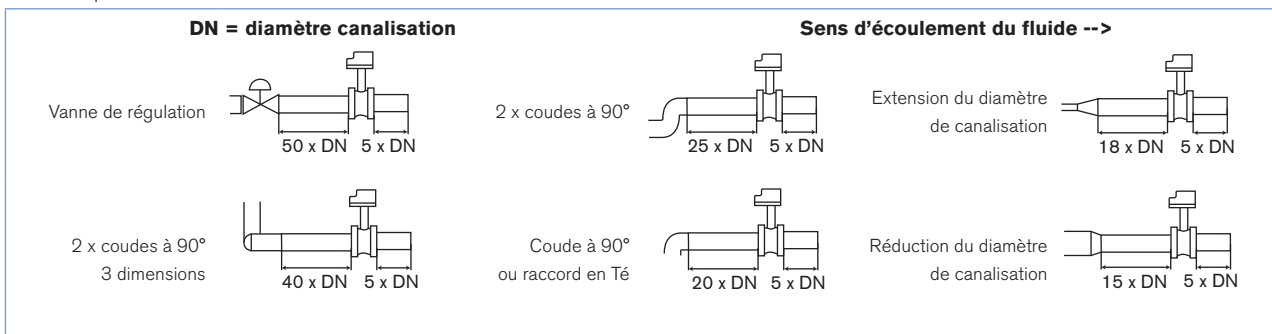 DN = diamètre canalisation
Sens d'écoulement du fluide -->
Vanne de régulation
50 x DN 5 x DN
2 x coudes à 90°
25 x DN 5 x DN
Extension du diamètre
de canalisation
18 x DN 5 x DN
2 x coudes à 90°
3 dimensions
40 x DN 5 x DN
Coude à 90°
ou raccord en Té
20 x DN 5 x DN
Réduction du diamètre
de canalisation
15 x DN 5 x DN